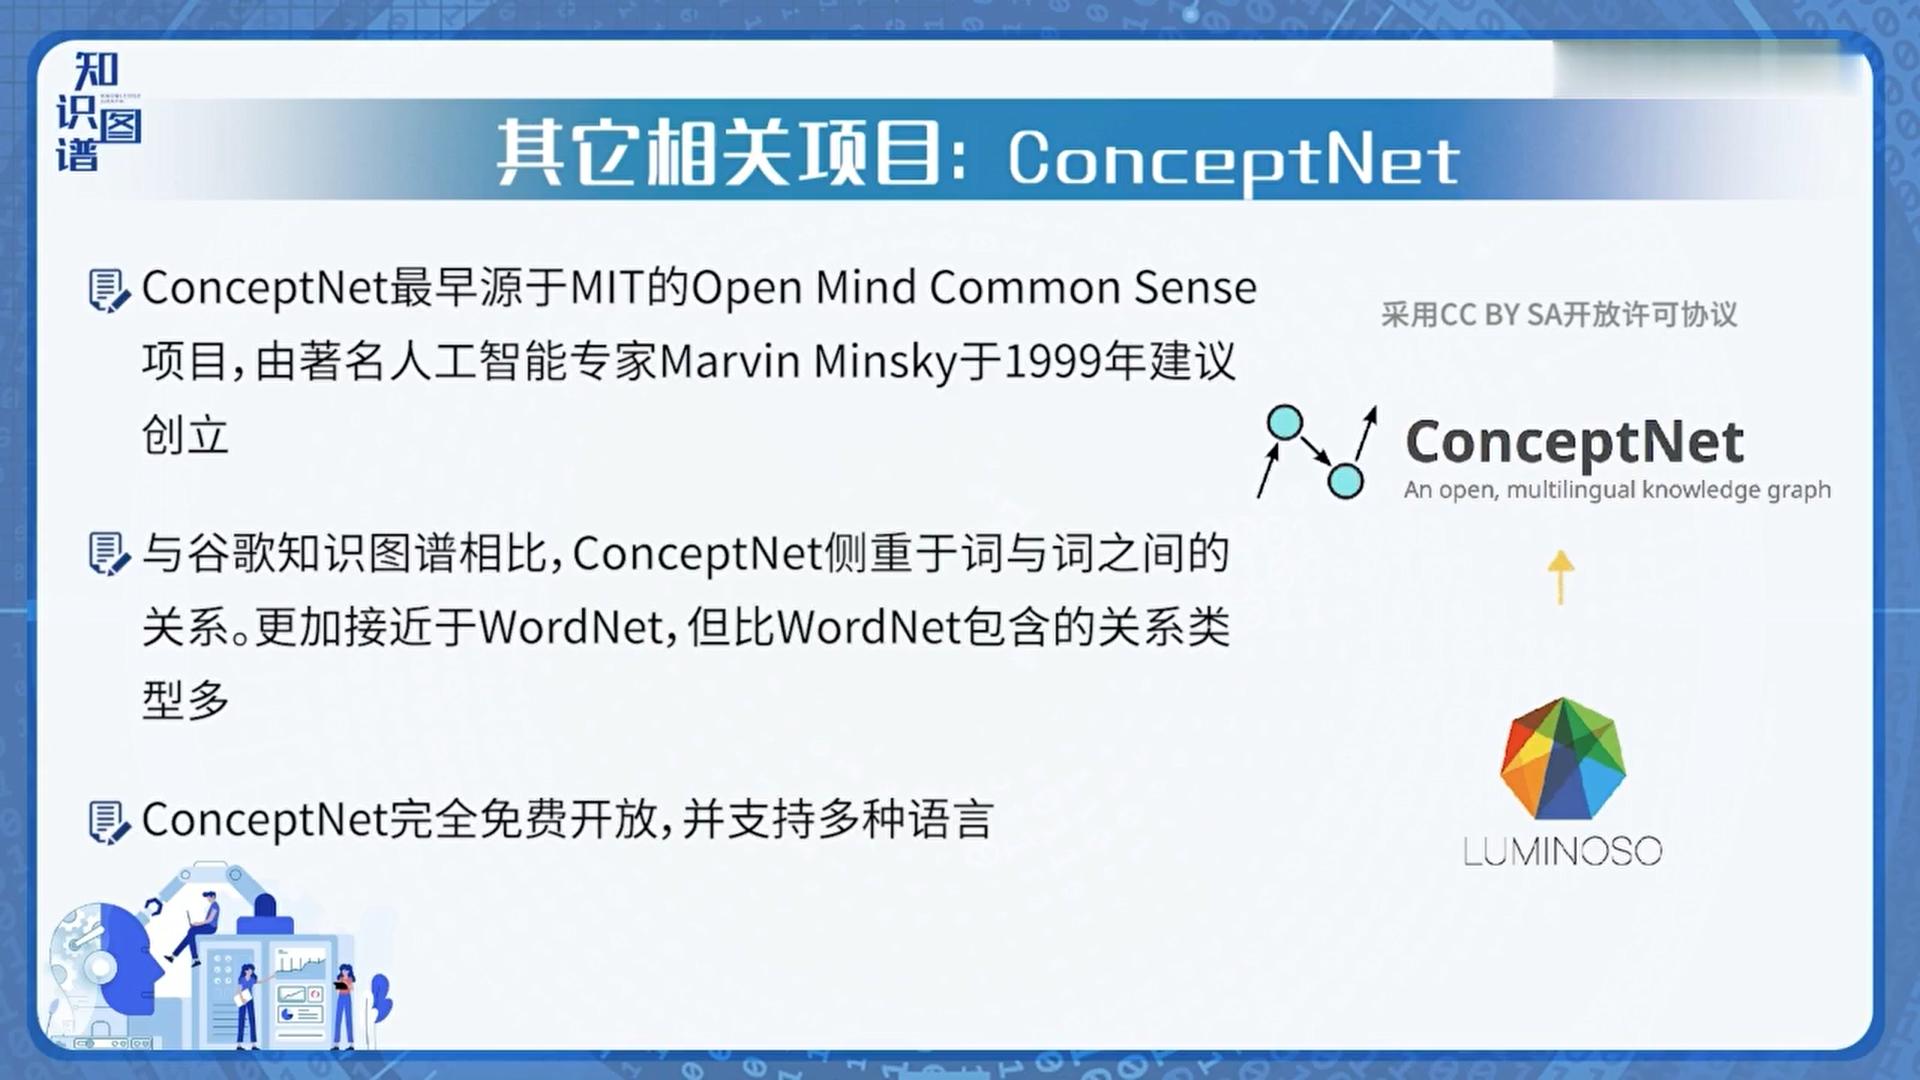 知识图谱
其它相关项目：ConceptNet
ConceptNet最早源于MIT的Open Mind Common Sense
项目，由著名人工智能专家Marvin Minsky于1999年建议
创立
与谷歌知识图谱相比，ConceptNet侧重于词与词之间的
关系。更加接近于WordNet，但比WordNet包含的关系类
型多
ConceptNet完全免费开放，并支持多种语言
采用CC BY SA开放许可协议
ConceptNet
An open, multilingual knowledge graph
LUMINOSO